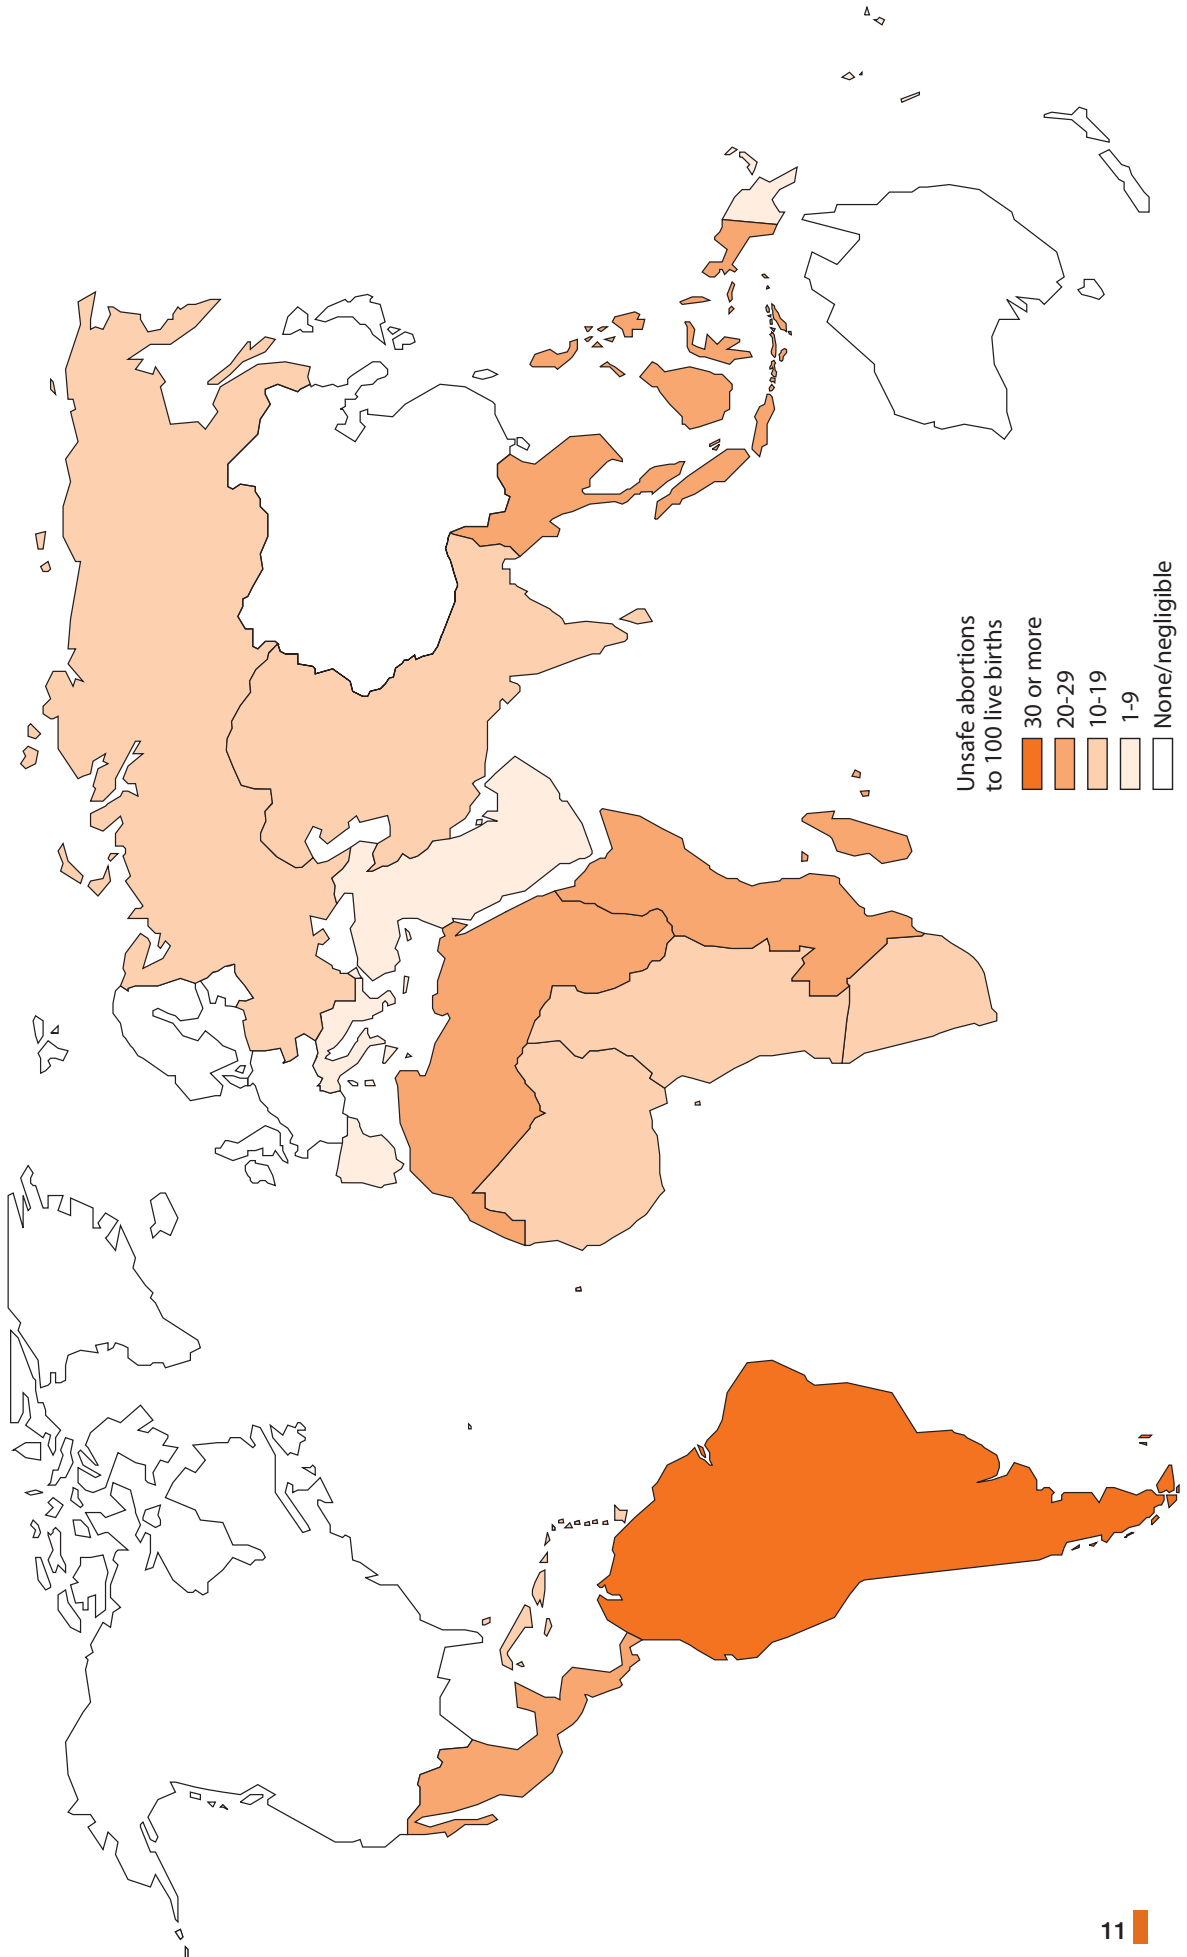 Unsafe abortions
to 100 live births
30 or more
20-29
10-19
1-9
None/negligible
11